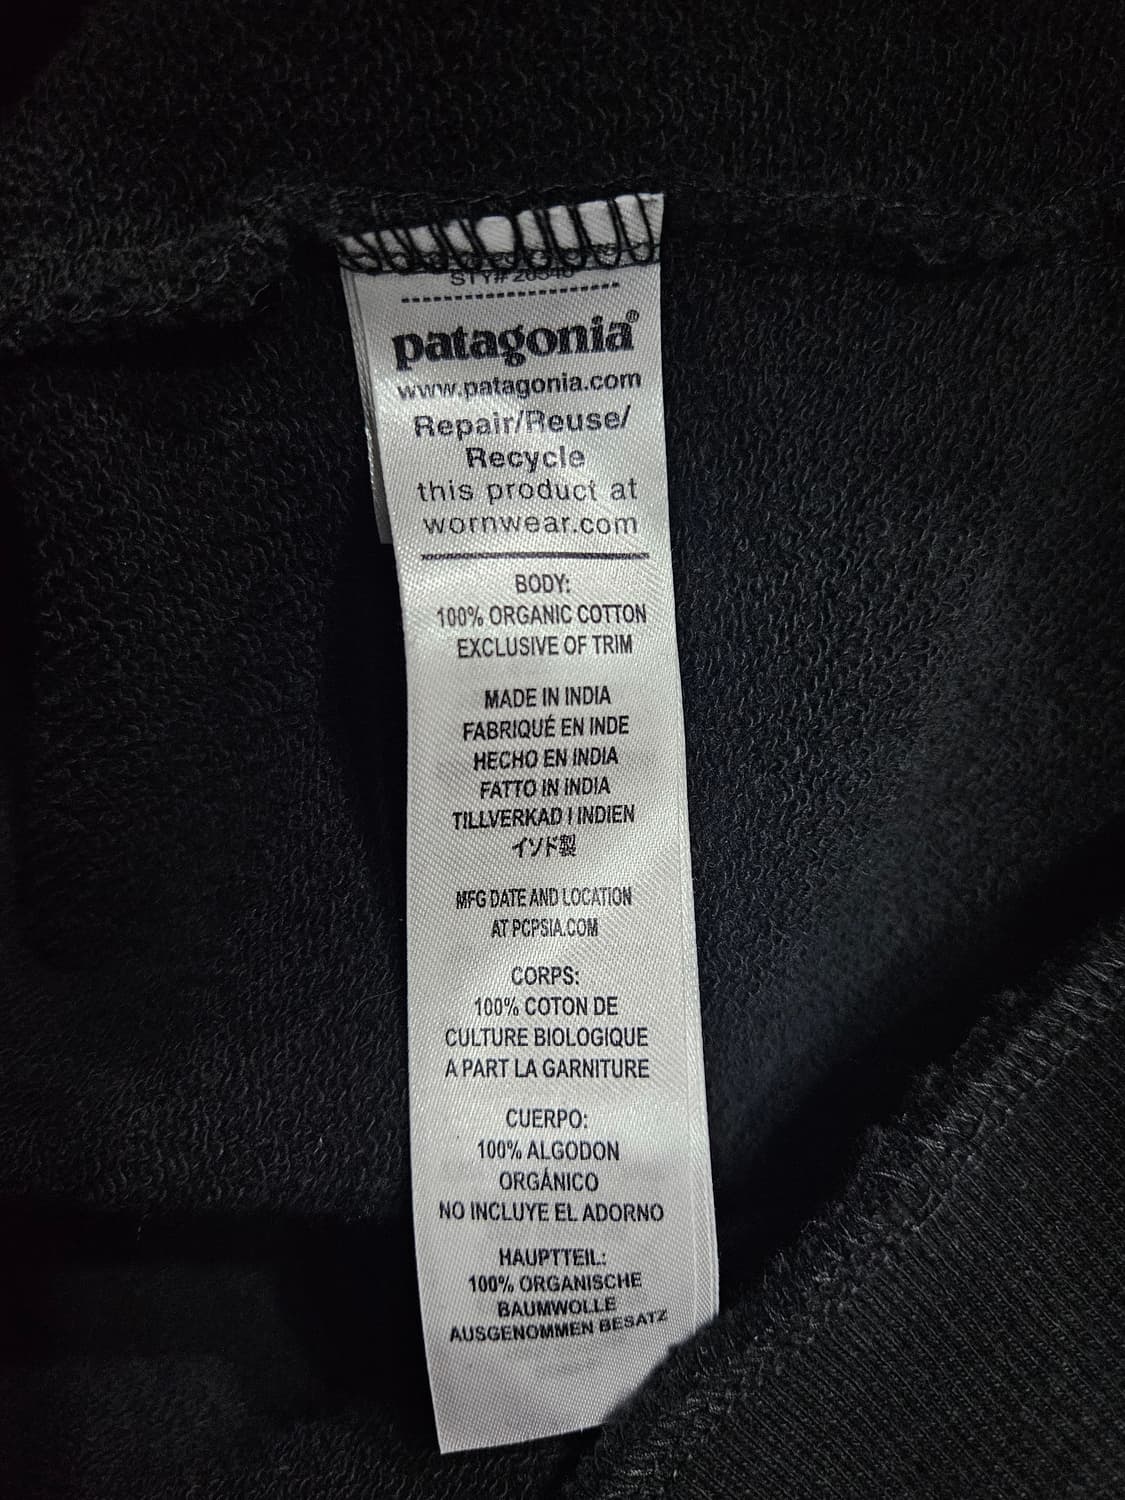 STY#
patagonia®
www.patagonia.com
Repair/Reuse/
Recycle
this product at
wornwear.com
BODY:
100% ORGANIC COTTON
EXCLUSIVE OF TRIM
MADE IN INDIA
FABRIQUÉ EN INDE
HECHO EN INDIA
FATTO IN INDIA
TILLVERKAD I INDIEN
イソド製
MFG DATE AND LOCATION
AT PCPSIA.COM
CORPS:
100% COTON DE
CULTURE BIOLOGIQUE
A PART LA GARNITURE
CUERPO:
100% ALGODON
ORGÁNICO
NO INCLUYE EL ADORNO
HAUPTTEIL:
100% ORGANISCHE
BAUMWOLLE
AUSGENOMMEN BESATZ